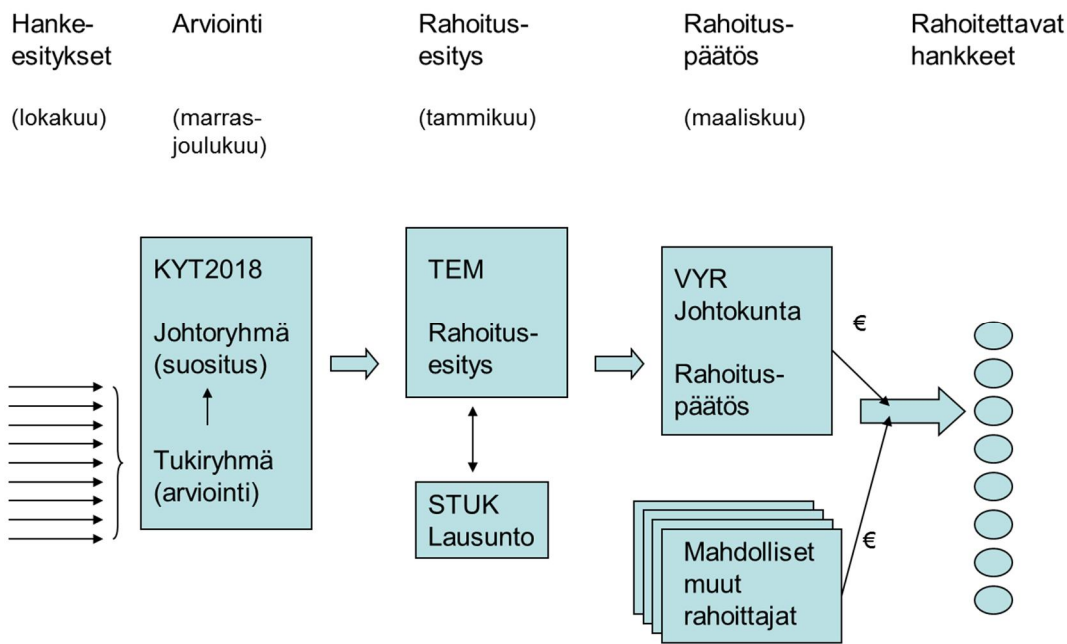 Hanke-
esitykset
(lokakuu)
Arviointi
(marras-
joulukuu)
Rahoitus-
esitys
(tammikuu)
Rahoitus-
päätös
(maaliskuu)
Rahoitettavat
hankkeet
KYT2018
Johtoryhmä
(suositus)
Tukiryhmä
(arviointi)
TEM
Rahoitus-
esitys
STUK
Lausunto
VYR
Johtokunta
Rahoitus-
päätös
€
Mahdolliset
muut
rahoittajat
€